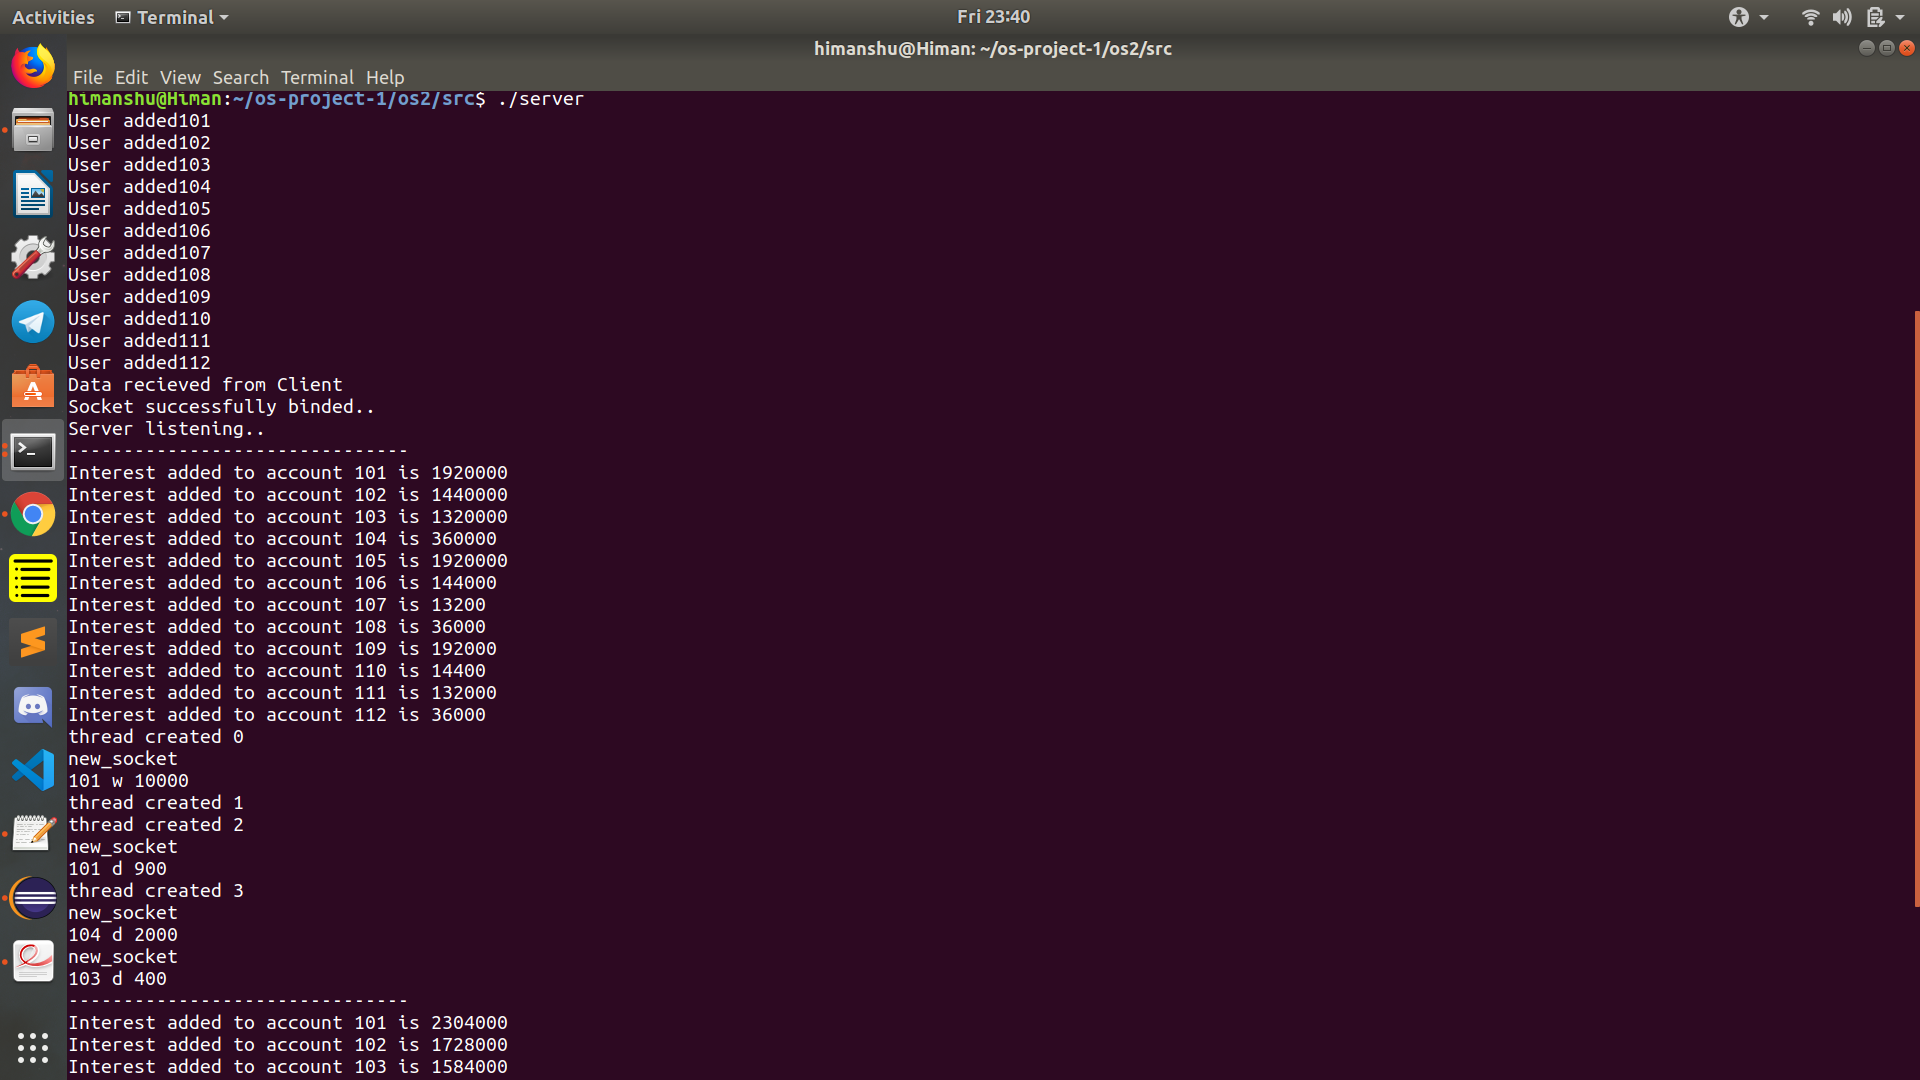 Activities Terminal Fri 23:40
himanshu@Himan: ~/os-project-1/os2/src
File Edit View Search Terminal Help
himanshu@Himan:~/os-project-1/os2/src$ ./server
User added101
User added102
User added103
User added104
User added105
User added106
User added107
User added108
User added109
User added110
User added111
User added112
Data recieved from Client
Socket successfully binded..
Server listening..
-------------------------------
Interest added to account 101 is 1920000
Interest added to account 102 is 1440000
Interest added to account 103 is 1320000
Interest added to account 104 is 360000
Interest added to account 105 is 1920000
Interest added to account 106 is 144000
Interest added to account 107 is 13200
Interest added to account 108 is 36000
Interest added to account 109 is 192000
Interest added to account 110 is 14400
Interest added to account 111 is 132000
Interest added to account 112 is 36000
thread created 0
new_socket
101 w 10000
thread created 1
thread created 2
new_socket
101 d 900
thread created 3
new_socket
104 d 2000
new_socket
103 d 400
-------------------------------
Interest added to account 101 is 2304000
Interest added to account 102 is 1728000
Interest added to account 103 is 1584000